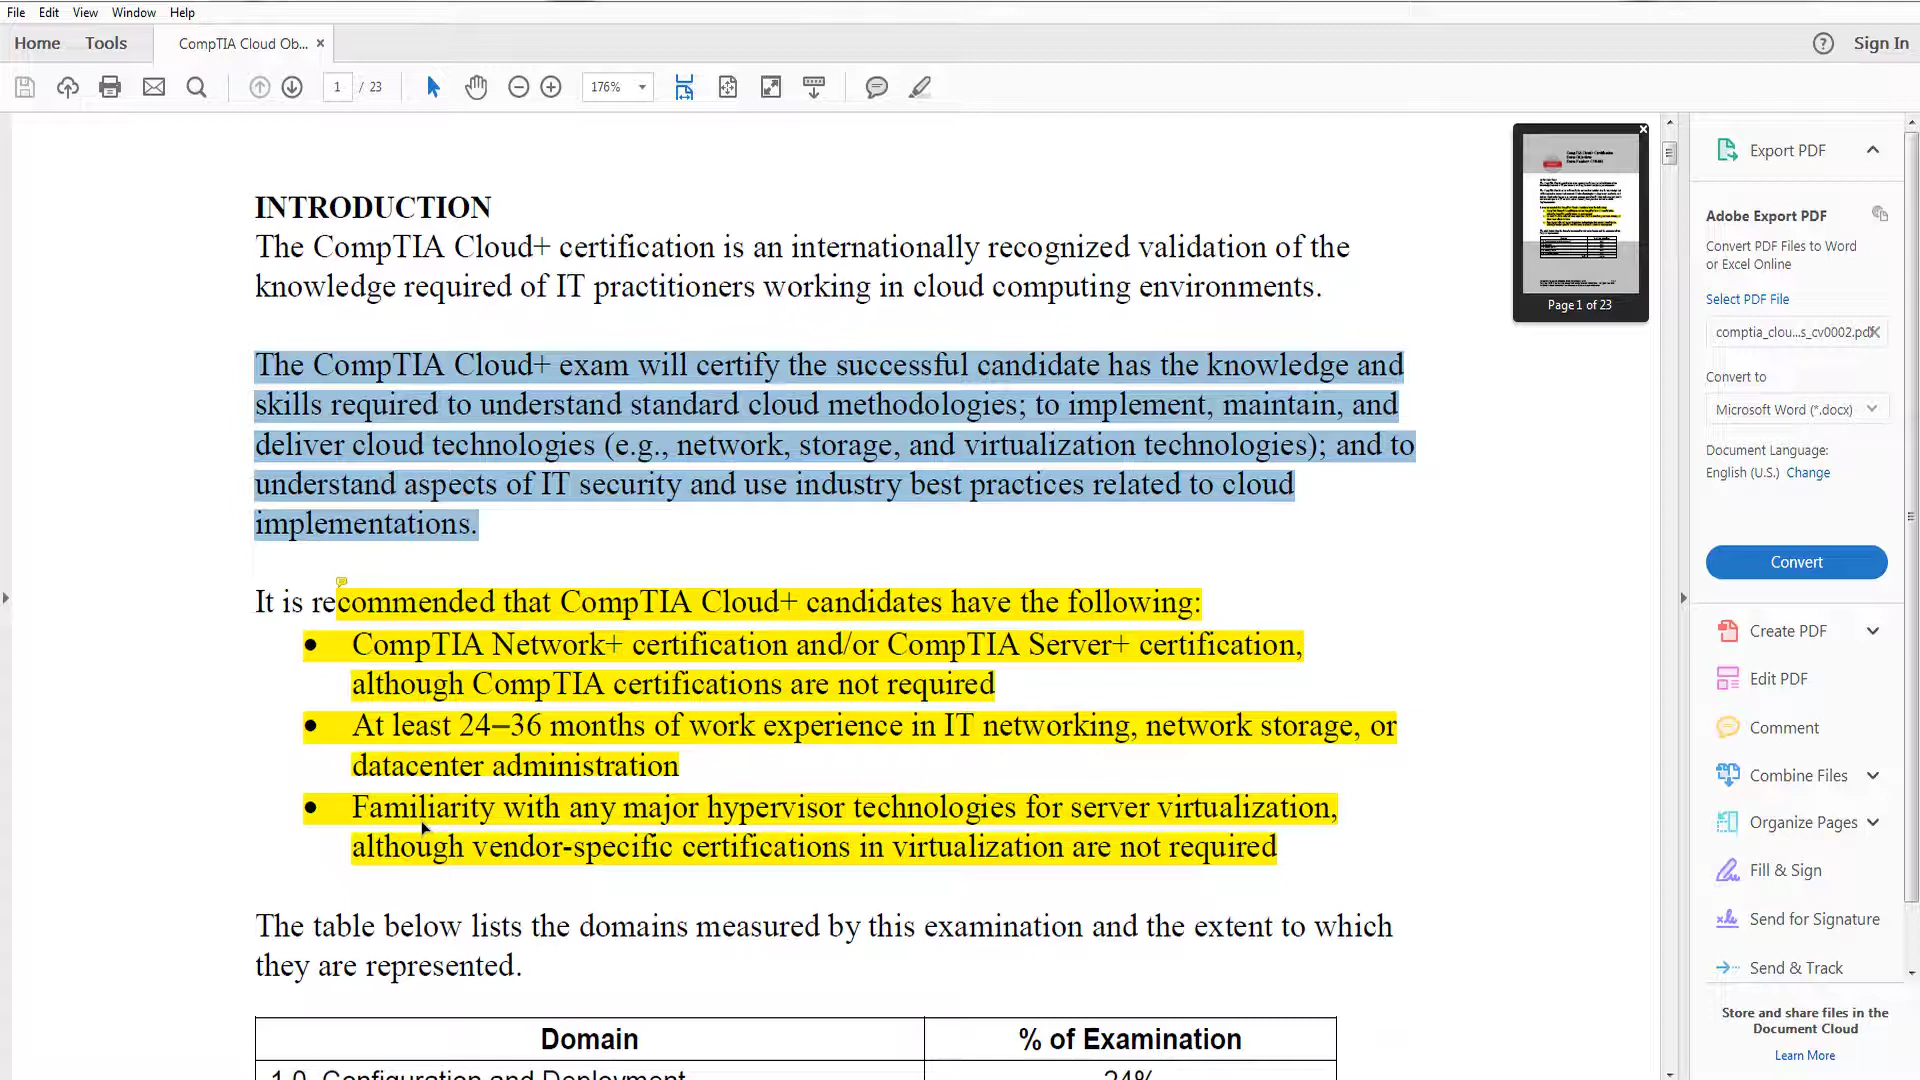 File Edit View Window Help
Home Tools CompTIA Cloud Ob... × Sign In
1 / 23 176%
INTRODUCTION
The CompTIA Cloud+ certification is an internationally recognized validation of the
knowledge required of IT practitioners working in cloud computing environments.
The CompTIA Cloud+ exam will certify the successful candidate has the knowledge and
skills required to understand standard cloud methodologies; to implement, maintain, and
deliver cloud technologies (e.g., network, storage, and virtualization technologies); and to
understand aspects of IT security and use industry best practices related to cloud
implementations.
It is recommended that CompTIA Cloud+ candidates have the following:
• CompTIA Network+ certification and/or CompTIA Server+ certification,
although CompTIA certifications are not required
• At least 24–36 months of work experience in IT networking, network storage, or
datacenter administration
• Familiarity with any major hypervisor technologies for server virtualization,
although vendor-specific certifications in virtualization are not required
The table below lists the domains measured by this examination and the extent to which
they are represented.
Domain % of Examination
1.0 Configuration and Deployment 24%
Page 1 of 23
Export PDF
Adobe Export PDF
Convert PDF Files to Word
or Excel Online
Select PDF File
comptia_clou...s_cv0002.pdf
Convert to
Microsoft Word (*.docx)
Document Language:
English (U.S.) Change
Convert
Create PDF
Edit PDF
Comment
Combine Files
Organize Pages
Fill & Sign
Send for Signature
Send & Track
Store and share files in the
Document Cloud
Learn More